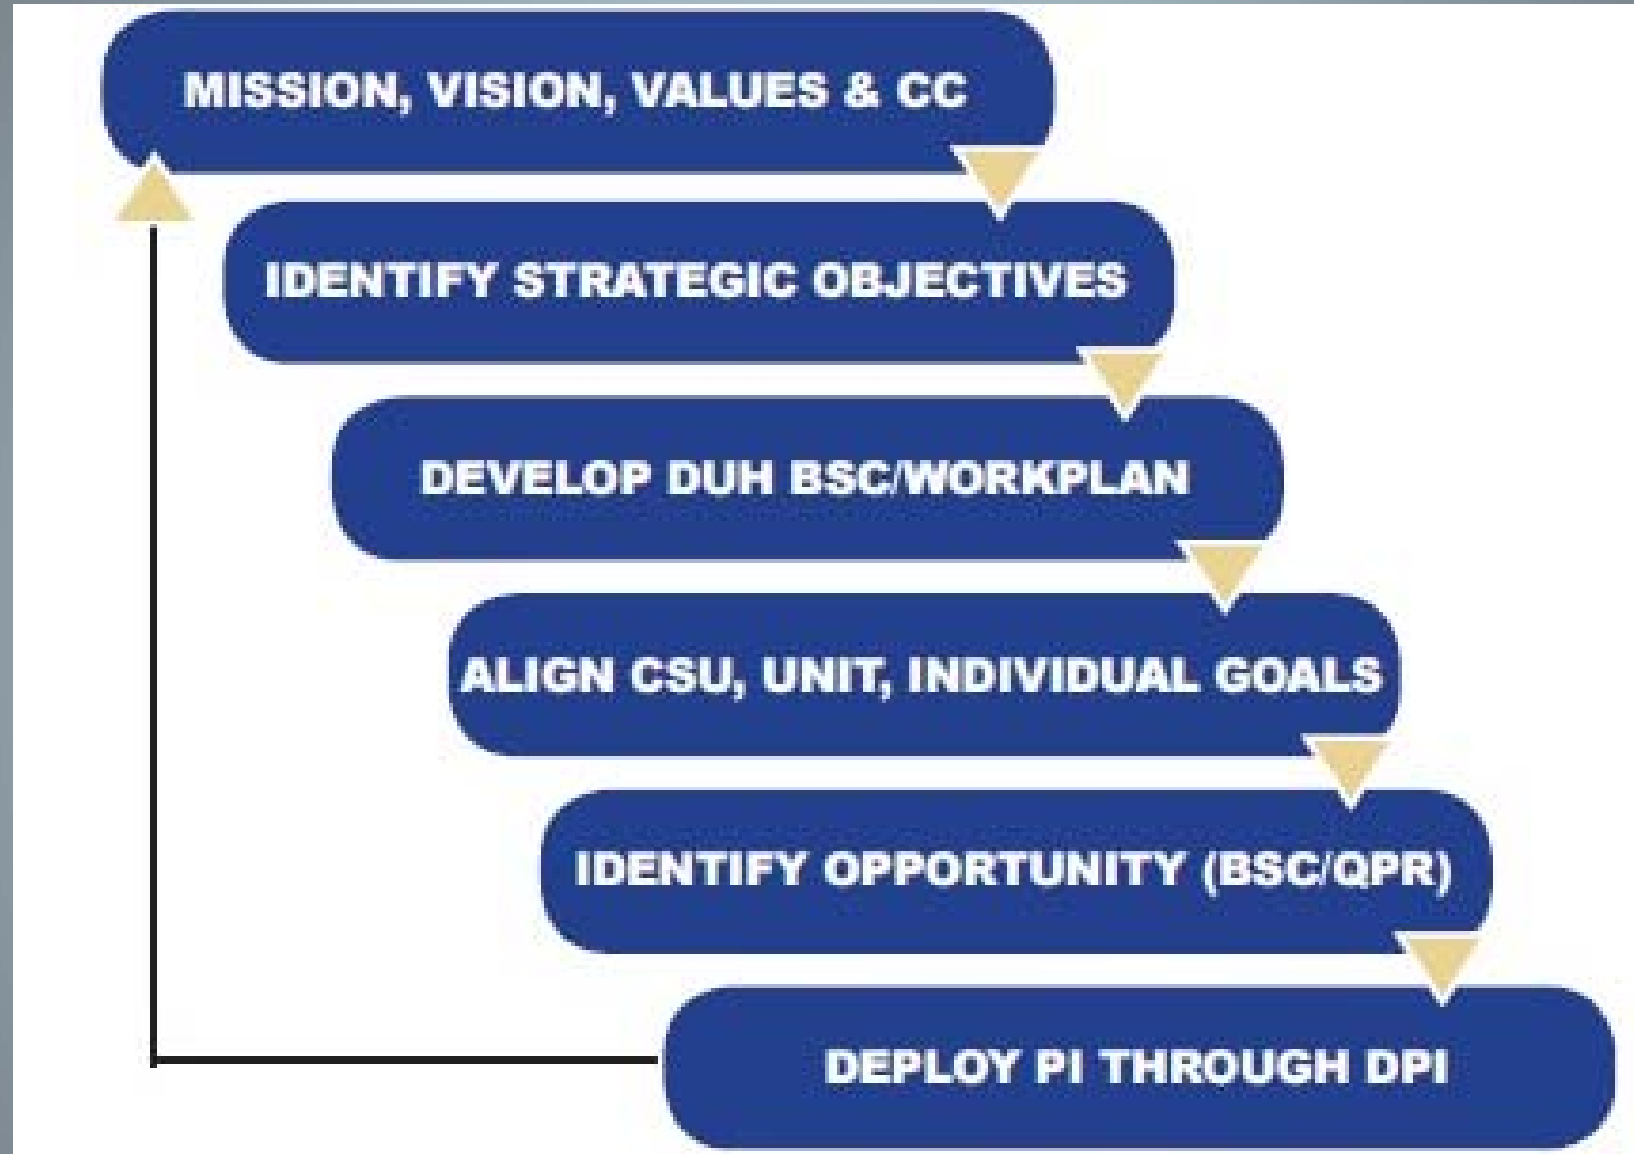 MISSION, VISION, VALUES & CC
IDENTIFY STRATEGIC OBJECTIVES
DEVELOP DUH BSC/WORKPLAN
ALIGN CSU, UNIT, INDIVIDUAL GOALS
IDENTIFY OPPORTUNITY (BSC/QPR)
DEPLOY PI THROUGH DPI